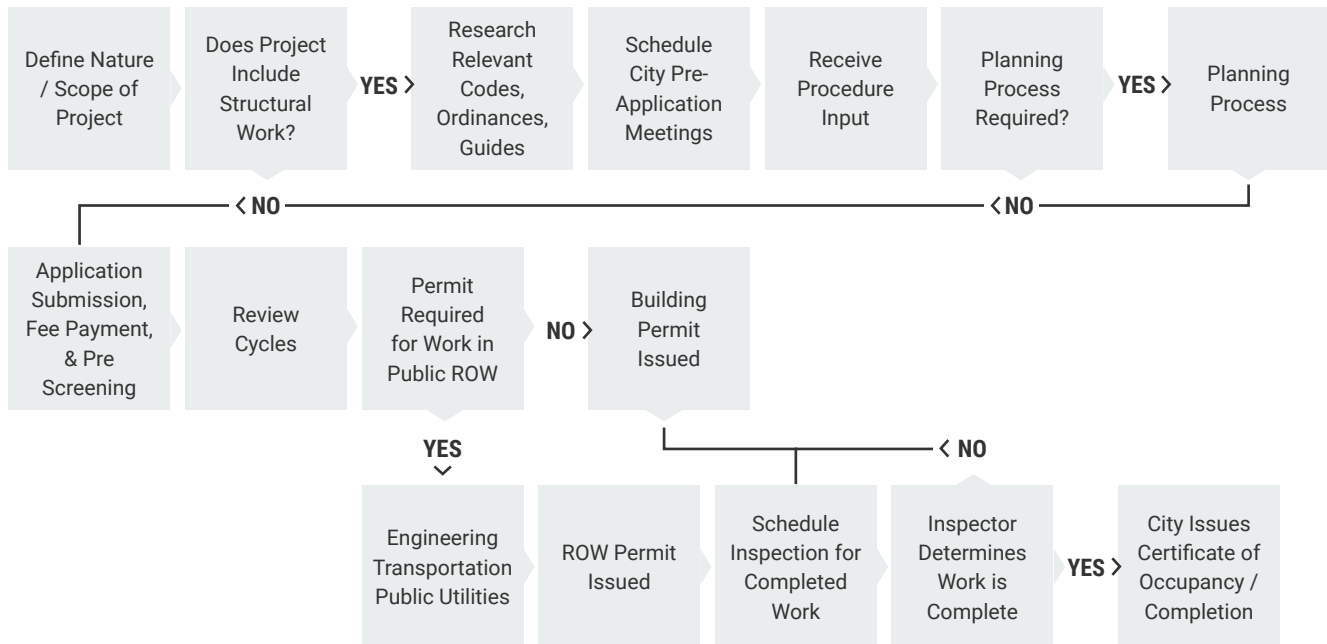 Define Nature
/ Scope of
Project
Does Project
Include
Structural
Work?
YES >
Research
Relevant
Codes,
Ordinances,
Guides
Schedule
City Pre-
Application
Meetings
Receive
Procedure
Input
Planning
Process
Required?
YES >
Planning
Process
< NO
< NO
Application
Submission,
Fee Payment,
& Pre
Screening
Review
Cycles
Permit
Required
for Work in
Public ROW
NO >
Building
Permit
Issued
YES
< NO
Engineering
Transportation
Public Utilities
ROW Permit
Issued
Schedule
Inspection for
Completed
Work
Inspector
Determines
Work is
Complete
YES >
City Issues
Certificate of
Occupancy /
Completion